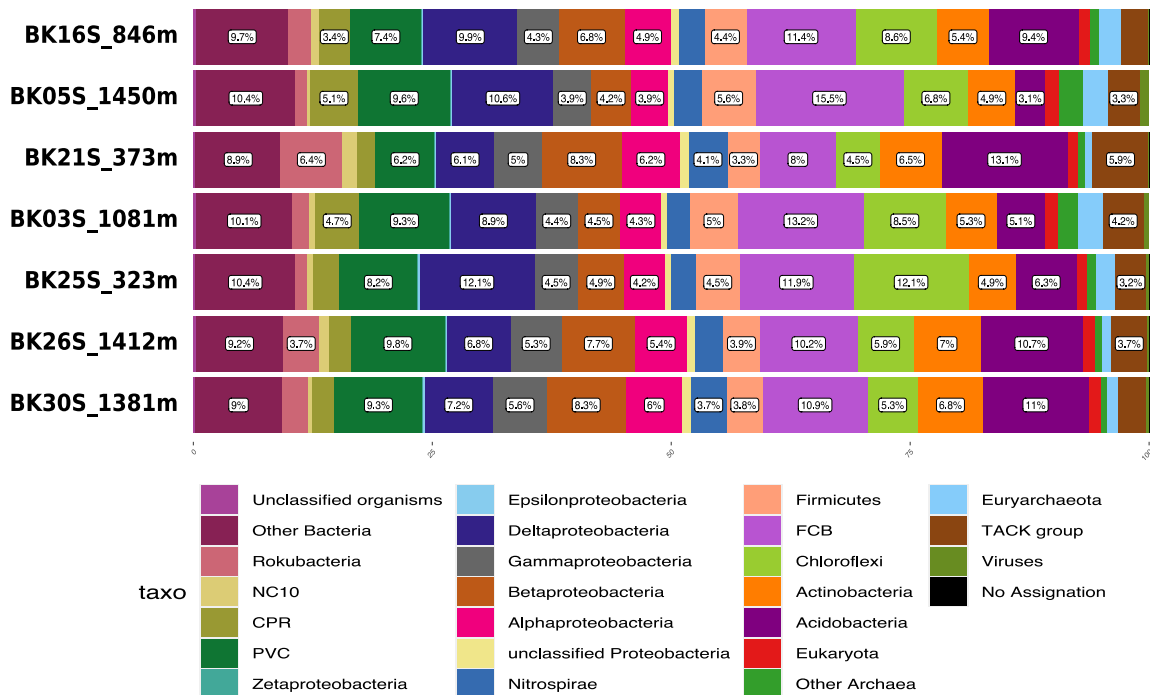 BK16S_846m 9.7% 3.4% 7.4% 9.9% 4.3% 6.8% 4.9% 4.4% 11.4% 8.6% 5.4% 9.4%
BK05S_1450m 10.4% 5.1% 9.6% 10.6% 3.9% 4.2% 3.9% 5.6% 15.5% 6.8% 4.9% 3.1% 3.3%
BK21S_373m 8.9% 6.4% 6.2% 6.1% 5% 8.3% 6.2% 4.1% 3.3% 8% 4.5% 6.5% 13.1% 5.9%
BK03S_1081m 10.1% 4.7% 9.3% 8.9% 4.4% 4.5% 4.3% 5% 13.2% 8.5% 5.3% 5.1% 4.2%
BK25S_323m 10.4% 8.2% 12.1% 4.5% 4.9% 4.2% 4.5% 11.9% 12.1% 4.9% 6.3% 3.2%
BK26S_1412m 9.2% 3.7% 9.8% 6.8% 5.3% 7.7% 5.4% 3.9% 10.2% 5.9% 7% 10.7% 3.7%
BK30S_1381m 9% 9.3% 7.2% 5.6% 8.3% 6% 3.7% 3.8% 10.9% 5.3% 6.8% 11%
0 25 50 75 100
taxo
Unclassified organisms
Other Bacteria
Rokubacteria
NC10
CPR
PVC
Zetaproteobacteria
Epsilonproteobacteria
Deltaproteobacteria
Gammaproteobacteria
Betaproteobacteria
Alphaproteobacteria
unclassified Proteobacteria
Nitrospirae
Firmicutes
FCB
Chloroflexi
Actinobacteria
Acidobacteria
Eukaryota
Other Archaea
Euryarchaeota
TACK group
Viruses
No Assignation